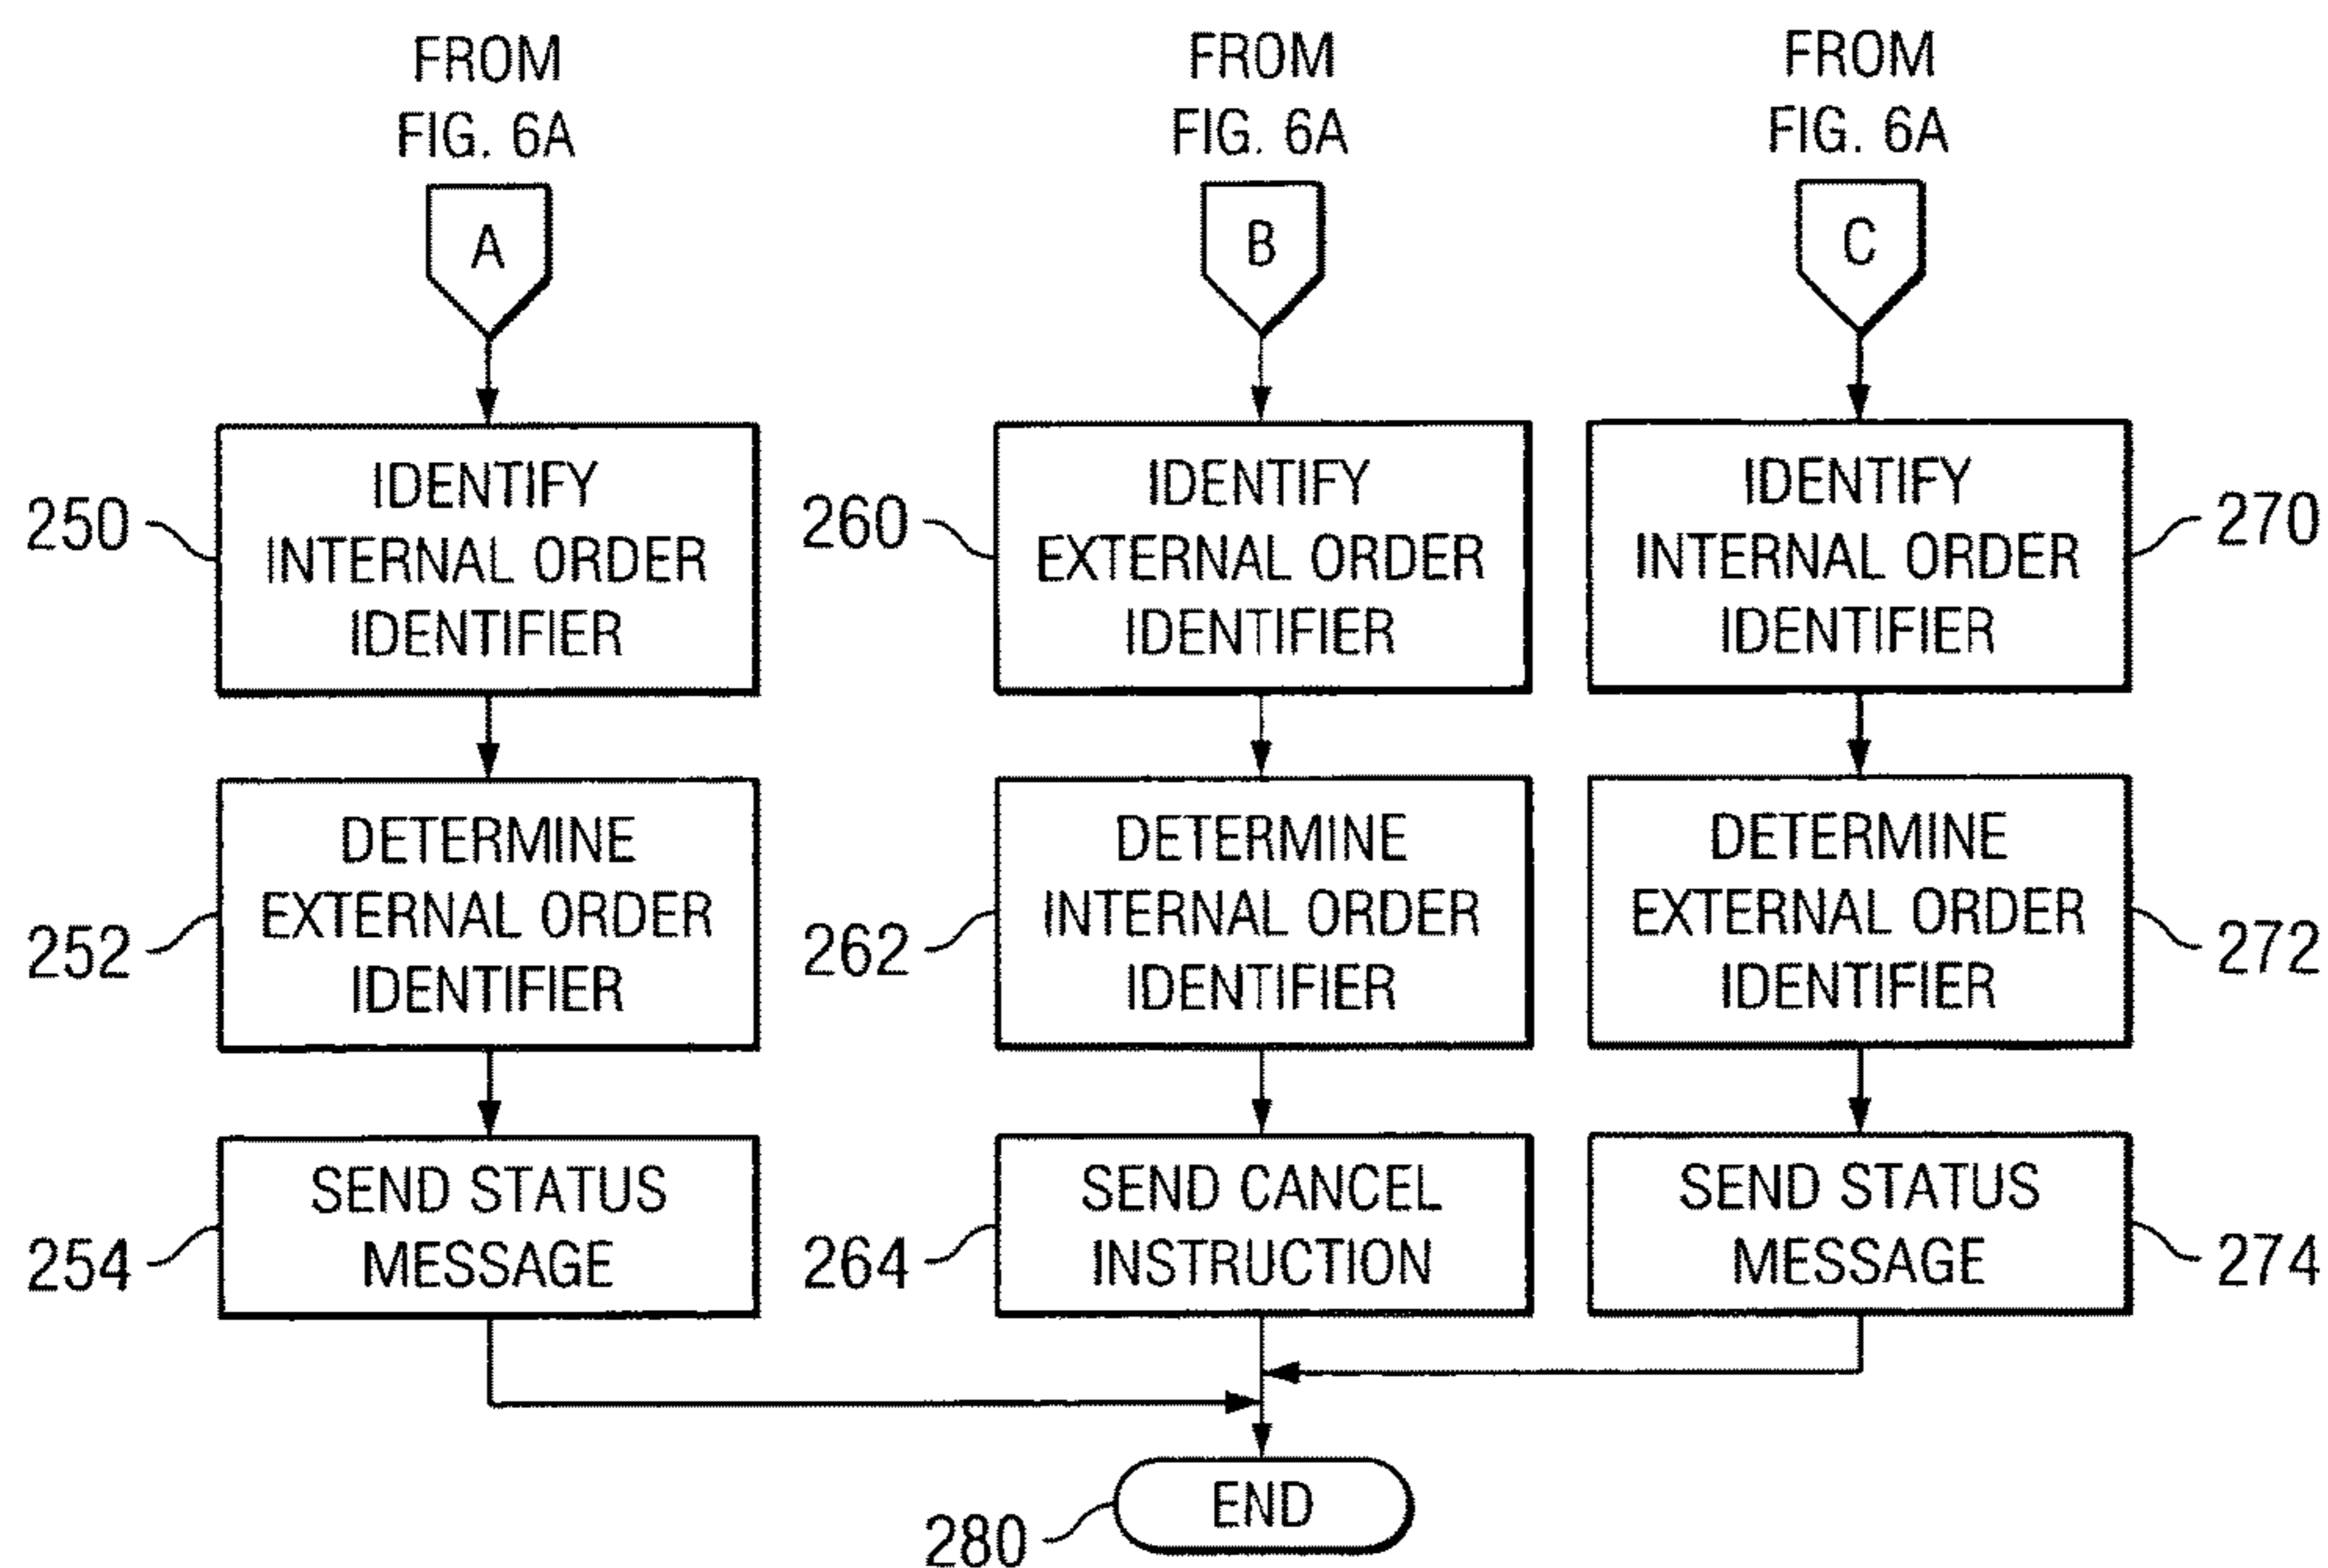 FROM
FIG. 6A
A
250
IDENTIFY
INTERNAL ORDER
IDENTIFIER
252
DETERMINE
EXTERNAL ORDER
IDENTIFIER
254
SEND STATUS
MESSAGE
FROM
FIG. 6A
B
260
IDENTIFY
EXTERNAL ORDER
IDENTIFIER
262
DETERMINE
INTERNAL ORDER
IDENTIFIER
264
SEND CANCEL
INSTRUCTION
FROM
FIG. 6A
C
IDENTIFY
INTERNAL ORDER
IDENTIFIER
270
DETERMINE
EXTERNAL ORDER
IDENTIFIER
272
SEND STATUS
MESSAGE
274
280
END